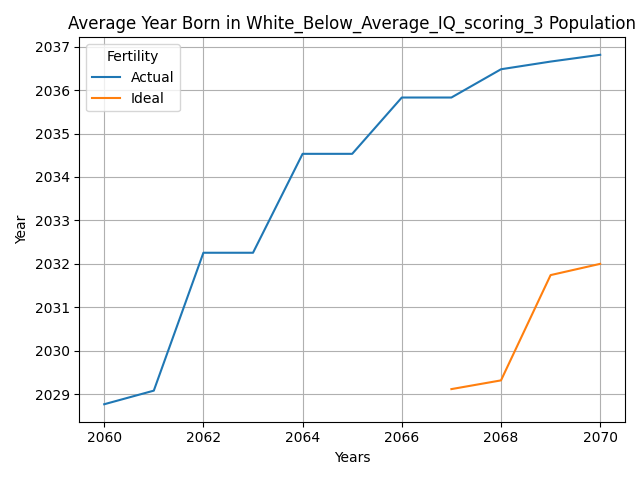 Average Year Born in White_Below_Average_IQ_scoring_3 Population
Fertility
Actual
Ideal
2037
2036
2035
2034
2033
2032
2031
2030
2029
Year
2060 2062 2064 2066 2068 2070
Years